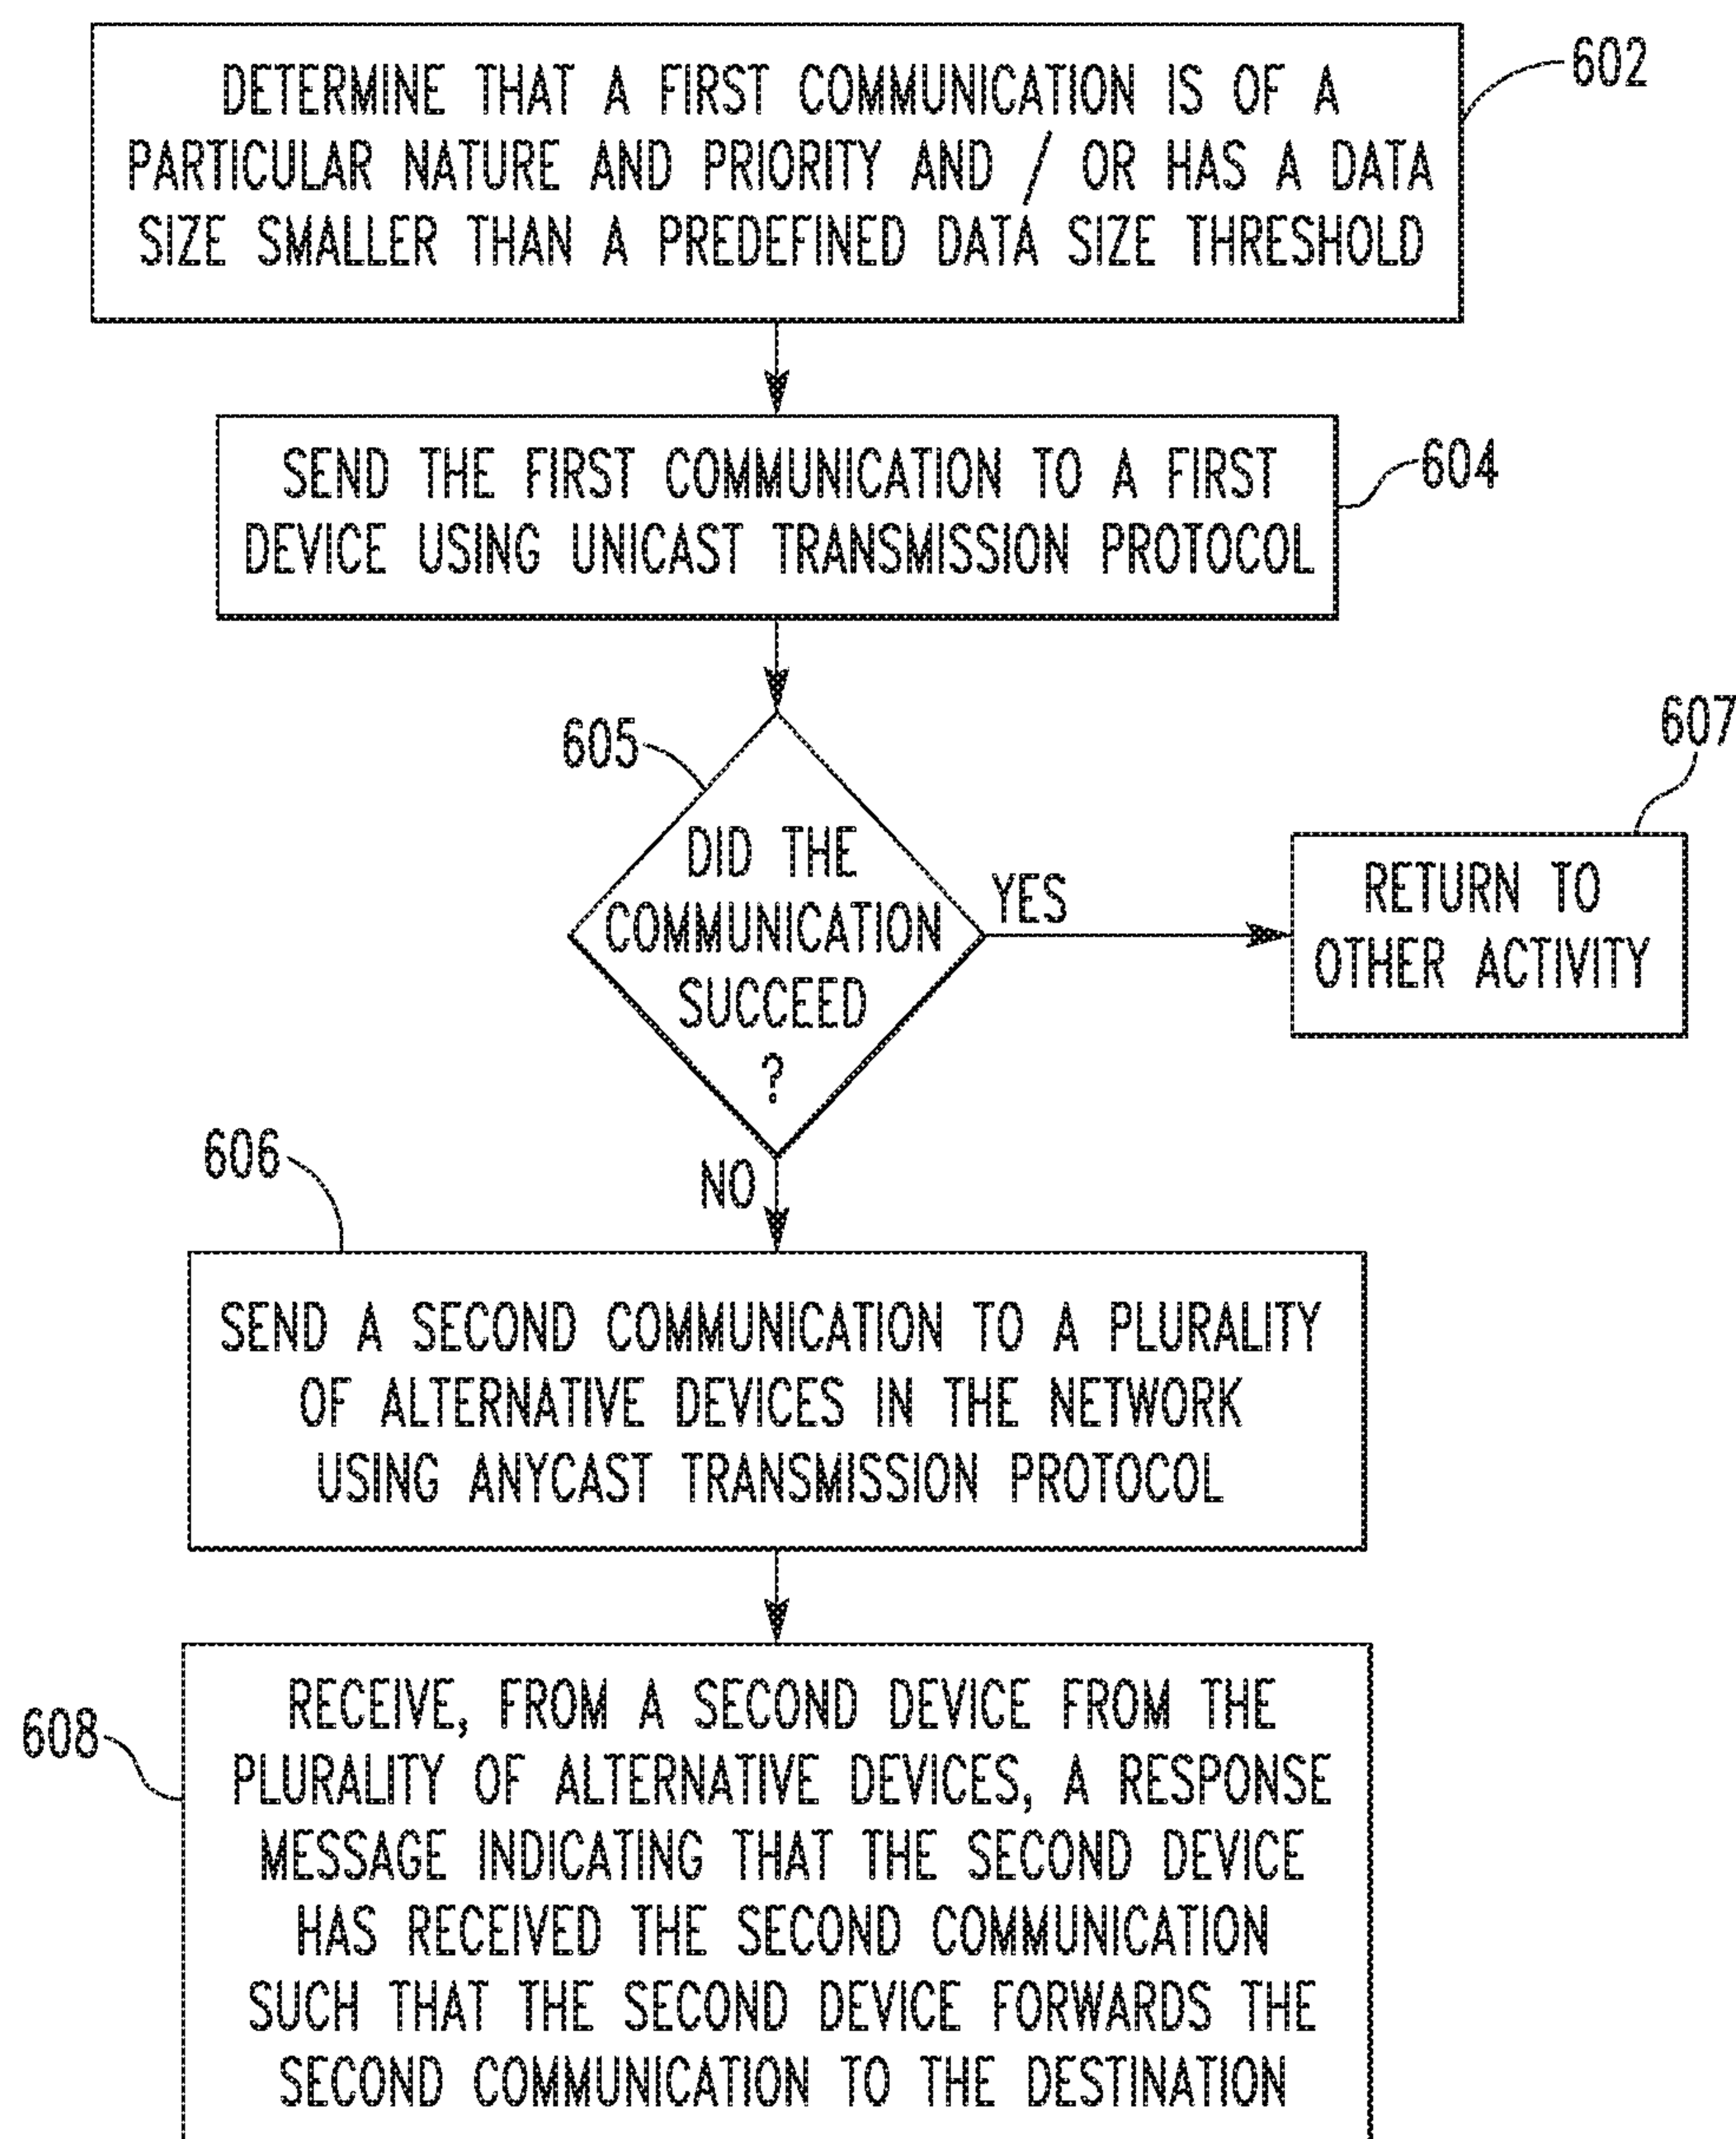 DETERMINE THAT A FIRST COMMUNICATION IS OF A
PARTICULAR NATURE AND PRIORITY AND / OR HAS A DATA
SIZE SMALLER THAN A PREDEFINED DATA SIZE THRESHOLD
602
SEND THE FIRST COMMUNICATION TO A FIRST
DEVICE USING UNICAST TRANSMISSION PROTOCOL
604
605
DID THE
COMMUNICATION
SUCCEED
?
YES
607
RETURN TO
OTHER ACTIVITY
NO
606
SEND A SECOND COMMUNICATION TO A PLURALITY
OF ALTERNATIVE DEVICES IN THE NETWORK
USING ANYCAST TRANSMISSION PROTOCOL
608
RECEIVE, FROM A SECOND DEVICE FROM THE
PLURALITY OF ALTERNATIVE DEVICES, A RESPONSE
MESSAGE INDICATING THAT THE SECOND DEVICE
HAS RECEIVED THE SECOND COMMUNICATION
SUCH THAT THE SECOND DEVICE FORWARDS THE
SECOND COMMUNICATION TO THE DESTINATION